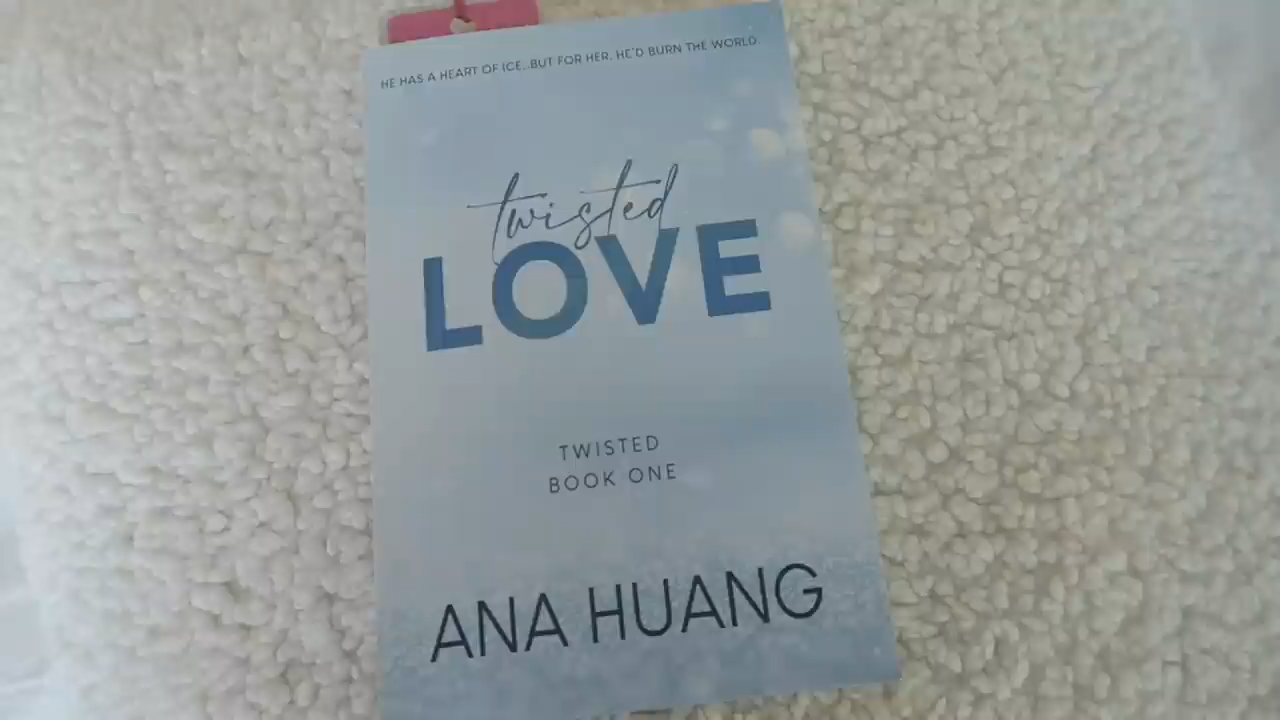 HE HAS A HEART OF ICE...BUT FOR HER, HE'D BURN THE WORLD.
twisted
LOVE
TWISTED
BOOK ONE
ANA HUANG